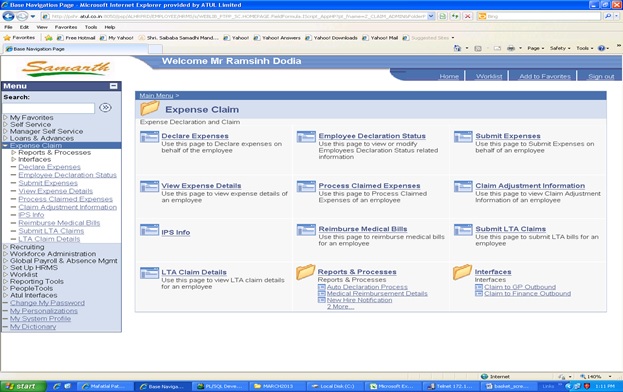 Base Navigation Page - Microsoft Internet Explorer provided by ATUL Limited
File Edit View Favorites Tools Help
Favorites Free Hotmail My Yahoo! Shri. Saibaba Samadhi Mand... Yahoo! Yahoo! Answers Yahoo! Dictionary Yahoo! Mail My Yahoo! Suggested Sites
Base Navigation Page
Page Safety Tools
Samarth
Welcome Mr Ramsinh Dodia
Home Worklist Add to Favorites Sign out
Menu
Search:
My Favorites
Self Service
Manager Self Service
Loans & Advances
Expense Claim
Reports & Processes
Interfaces
Declare Expenses
Employee Declaration Status
Submit Expenses
View Expense Details
Process Claimed Expenses
Claim Adjustment Information
IPS Info
Reimburse Medical Bills
Submit LTA Claims
LTA Claim Details
Recruiting
Workforce Administration
Global Payroll & Absence Mgmt
Set Up HRMS
Worklist
Reporting Tools
PeopleTools
Atul Interfaces
Change My Password
My Personalizations
My System Profile
My Dictionary
Main Menu >
Expense Claim
Expense Declaration and Claim
Declare Expenses
Use this page to Declare expenses on
behalf of the employee
Employee Declaration Status
Use this page to view or modify
Employees Declaration Status related
information
Submit Expenses
Use this page to Submit Expenses on
behalf of an employee
View Expense Details
Use this page to view expense details of
an employee
Process Claimed Expenses
Use this page to Process Claimed
Expenses of an employee
Claim Adjustment Information
Use this page to view Claim Adjustment
Information of an employee
IPS Info
Reimburse Medical Bills
Use this page to reimburse medical bills
for an employee
Submit LTA Claims
Use this page to submit LTA bills for an
employee
LTA Claim Details
Use this page to view LTA claim details
for an employee
Reports & Processes
Reports & Processes
Auto Declaration Process
Medical Reimbursement Details
New Hire Notification
2 More...
Interfaces
Interfaces
Claim to GP Outbound
Claim to Finance Outbound
Internet 140%
start Mafatlal Pat... Base Naviga... PL/SQL Deve... MARCH2015 Local Disk (C:) Microsoft Ex... Telnet 172.1... basket_scre... 1:11 PM